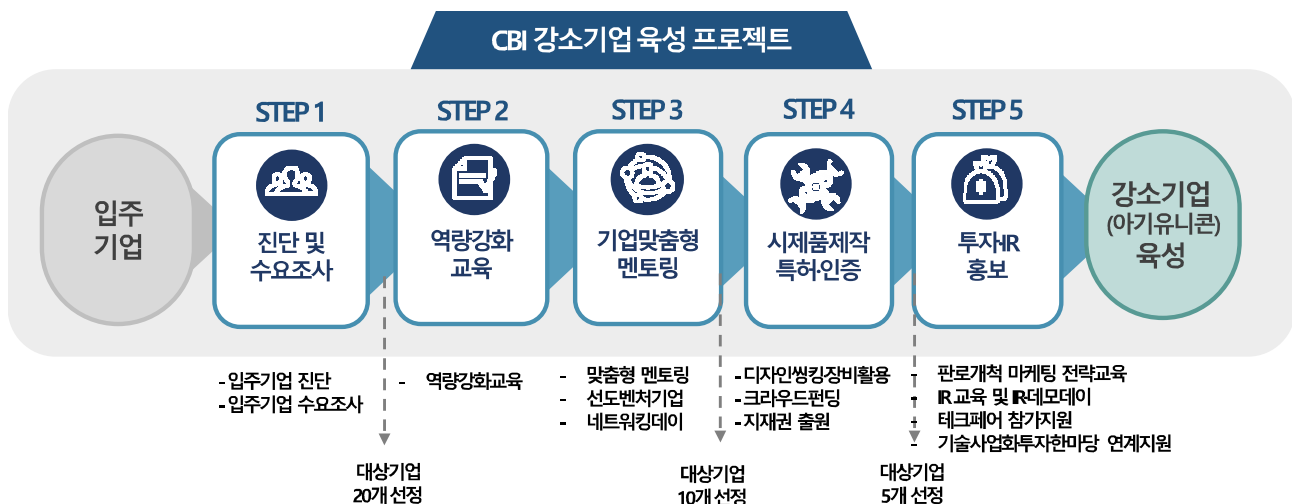 CBI 강소기업 육성 프로젝트
입주
기업
STEP 1
진단 및
수요조사
STEP 2
역량강화
교육
STEP 3
기업맞춤형
멘토링
STEP 4
시제품제작
특허·인증
STEP 5
투자IR
홍보
강소기업
(아기유니콘)
육성
- 입주기업 진단
- 입주기업 수요조사
- 역량강화교육
- 맞춤형 멘토링
- 선도벤처기업
- 네트워킹데이
- 디자인씽킹장비활용
- 크라우드펀딩
- 지재권 출원
- 판로개척 마케팅 전략교육
- IR 교육 및 IR데모데이
- 테크페어 참가지원
- 기술사업화투자한마당 연계지원
대상기업
20개 선정
대상기업
10개 선정
대상기업
5개 선정